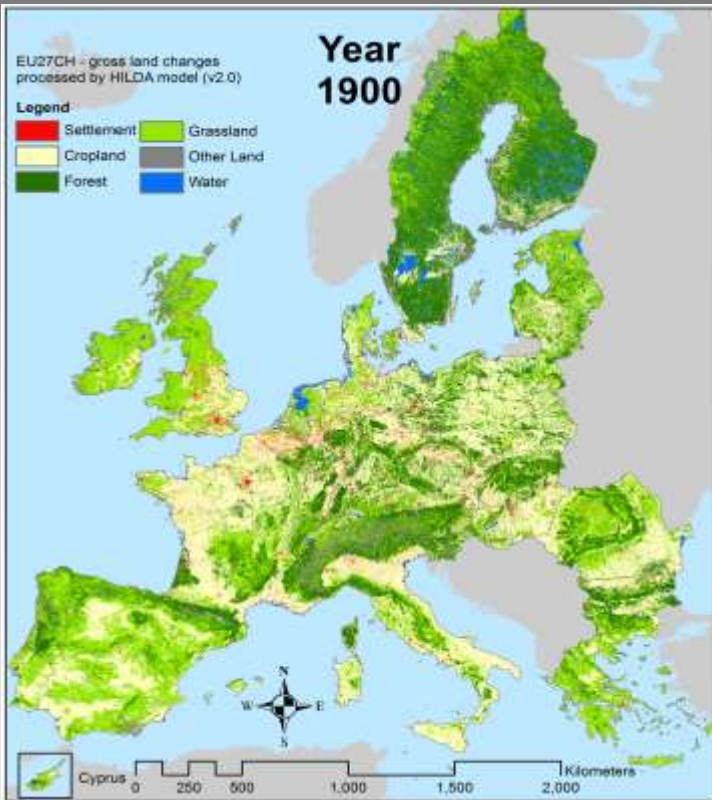 EU27CH - gross land changes
processed by HILDA model (v2.0)
Year
1900
Legend
Settlement
Grassland
Cropland
Other Land
Forest
Water
N
W E
S
Cyprus
Kilometers
0 250 500 1,000 1,500 2,000